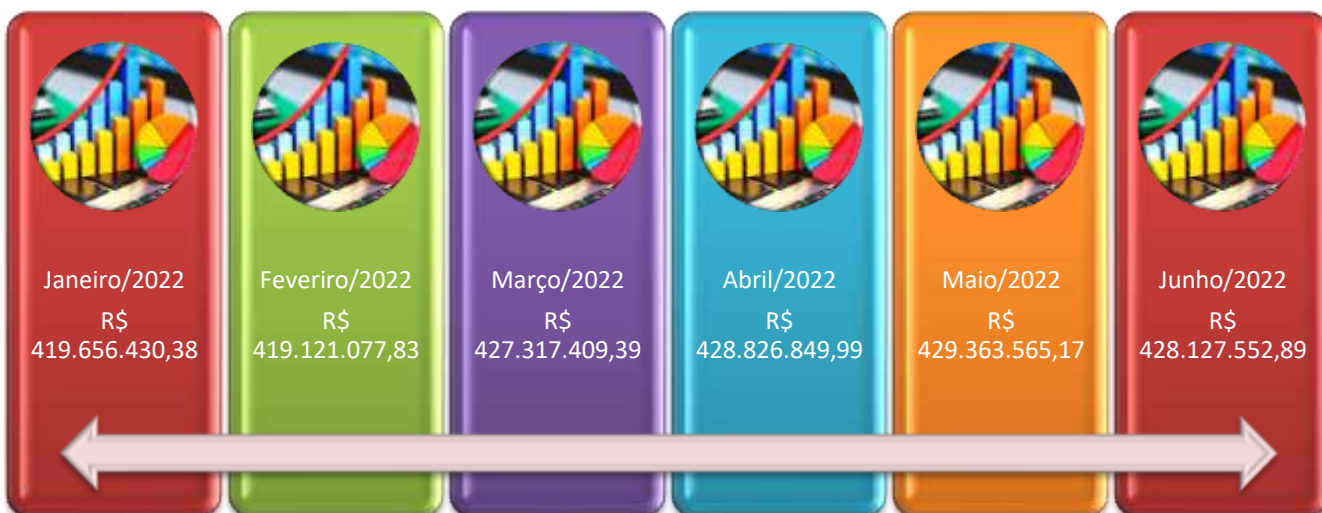 Janeiro/2022
R$
419.656.430,38
Feveriro/2022
R$
419.121.077,83
Março/2022
R$
427.317.409,39
Abril/2022
R$
428.826.849,99
Maio/2022
R$
429.363.565,17
Junho/2022
R$
428.127.552,89